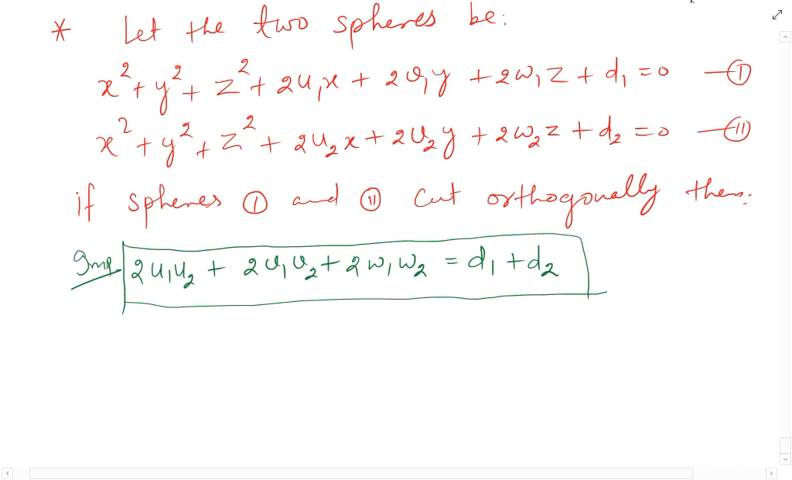 * Let the two spheres be:
x² + y² + z² + 2u₁x + 2v₁y + 2w₁z + d₁ = 0 —Ⓘ
x² + y² + z² + 2u₂x + 2v₂y + 2w₂z + d₂ = 0 —(II)
if spheres Ⓘ and (II) cut orthogonally then:
Imp 2u₁u₂ + 2v₁v₂ + 2w₁w₂ = d₁ + d₂